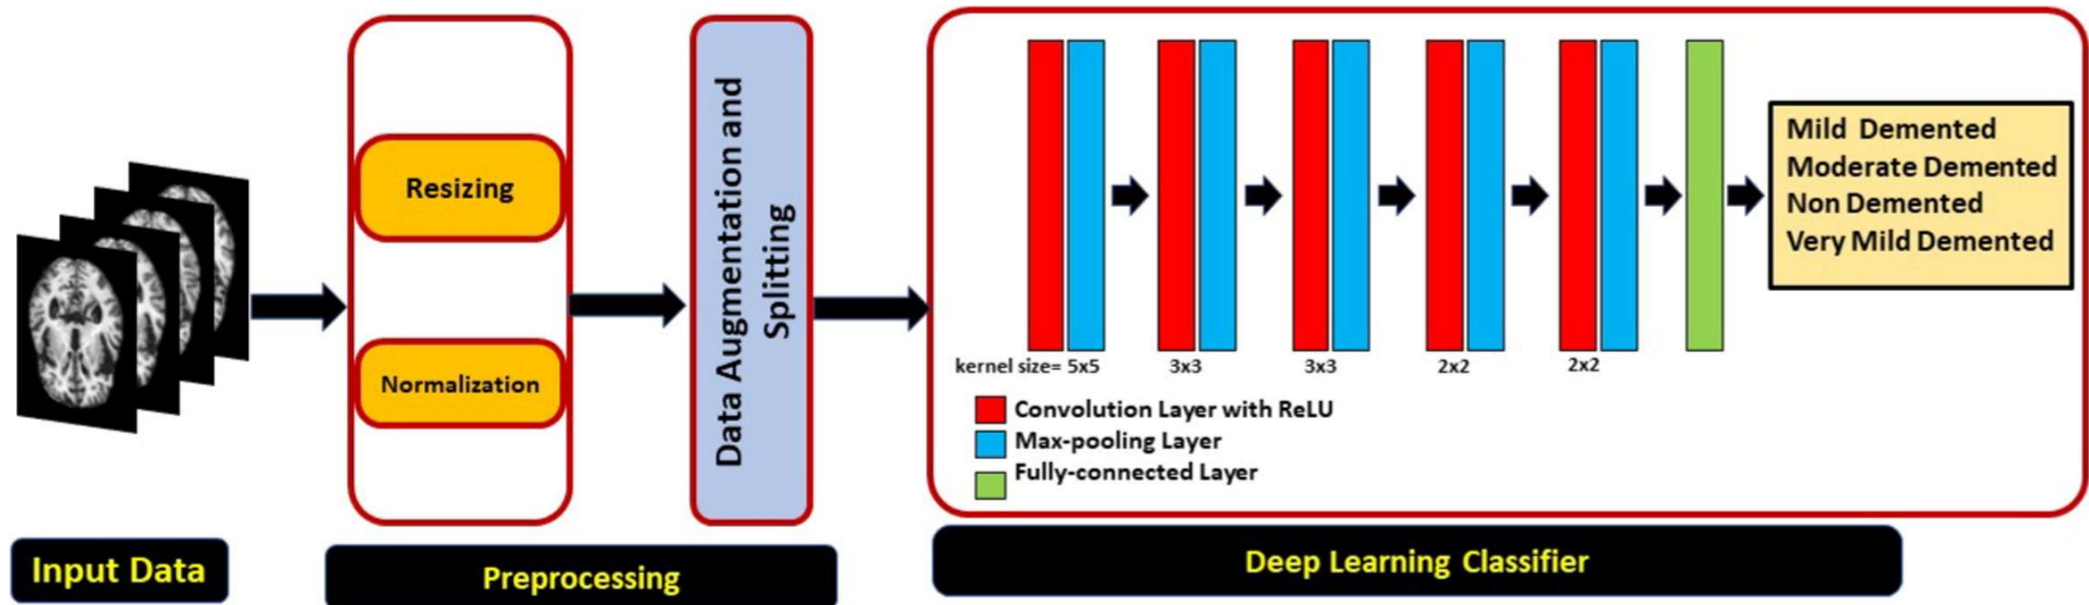 Resizing
Normalization
Data Augmentation and
Splitting
kernel size= 5x5
3x3
3x3
2x2
2x2
Convolution Layer with ReLU
Max-pooling Layer
Fully-connected Layer
Mild Demented
Moderate Demented
Non Demented
Very Mild Demented
Input Data
Preprocessing
Deep Learning Classifier